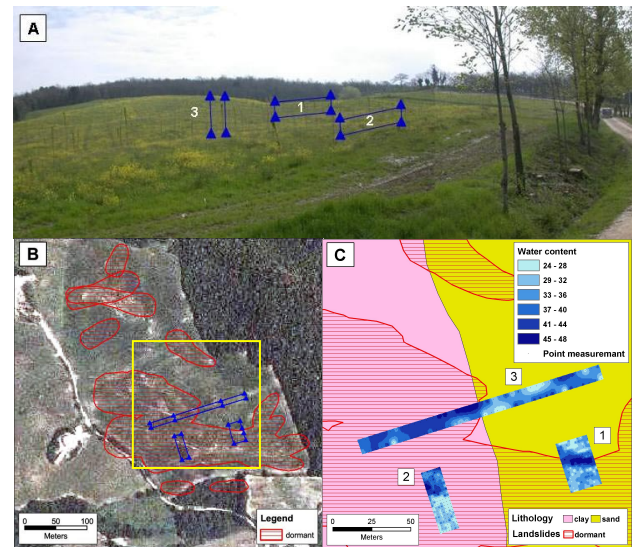 A
3
1
2
B
Legend
dormant
0 50 100
Meters
C
Water content
24 - 28
29 - 32
33 - 36
37 - 40
41 - 44
45 - 48
Point measuremant
3
1
2
0 25 50
Meters
Lithology clay sand
Landslides dormant